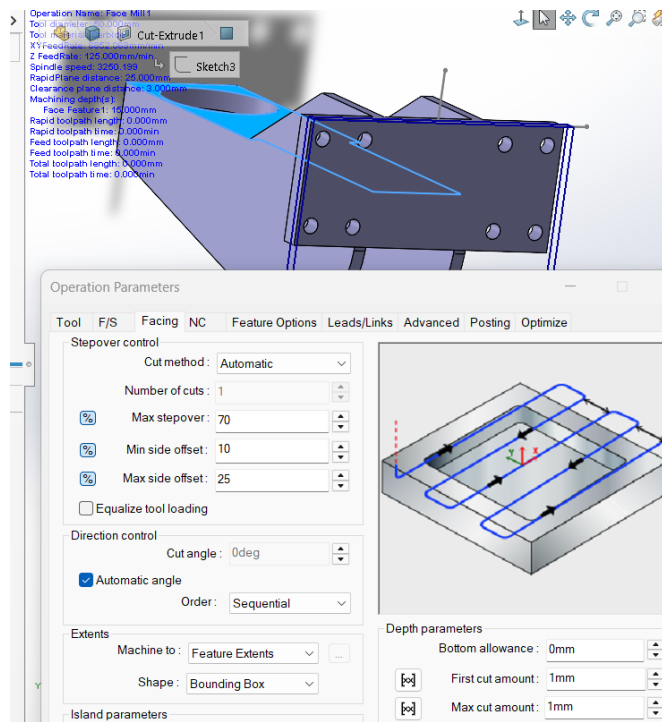 Operation Name: Face Mill1
Cut-Extrude1
XYFeedRate:
Z FeedRate: 125.000mm/min
Spindle speed: 3250.199
Sketch3
RapidPlane distance: 25.000mm
Clearance plane distance: 3.000mm
Machining depth(s):
Face Feature1: 15.000mm
Rapid toolpath length: 0.000mm
Rapid toolpath time: 0.000min
Feed toolpath length: 0.000mm
Feed toolpath time: 0.000min
Total toolpath length: 0.000mm
Total toolpath time: 0.000min
Operation Parameters
Tool F/S Facing NC Feature Options Leads/Links Advanced Posting Optimize
Stepover control
Cut method : Automatic
Number of cuts : 1
% Max stepover : 70
% Min side offset : 10
% Max side offset : 25
Equalize tool loading
Direction control
Cut angle : 0deg
Automatic angle
Order : Sequential
Extents
Machine to : Feature Extents ...
Shape : Bounding Box
Island parameters
Y X
Depth parameters
Bottom allowance : 0mm
First cut amount : 1mm
Max cut amount : 1mm
Y